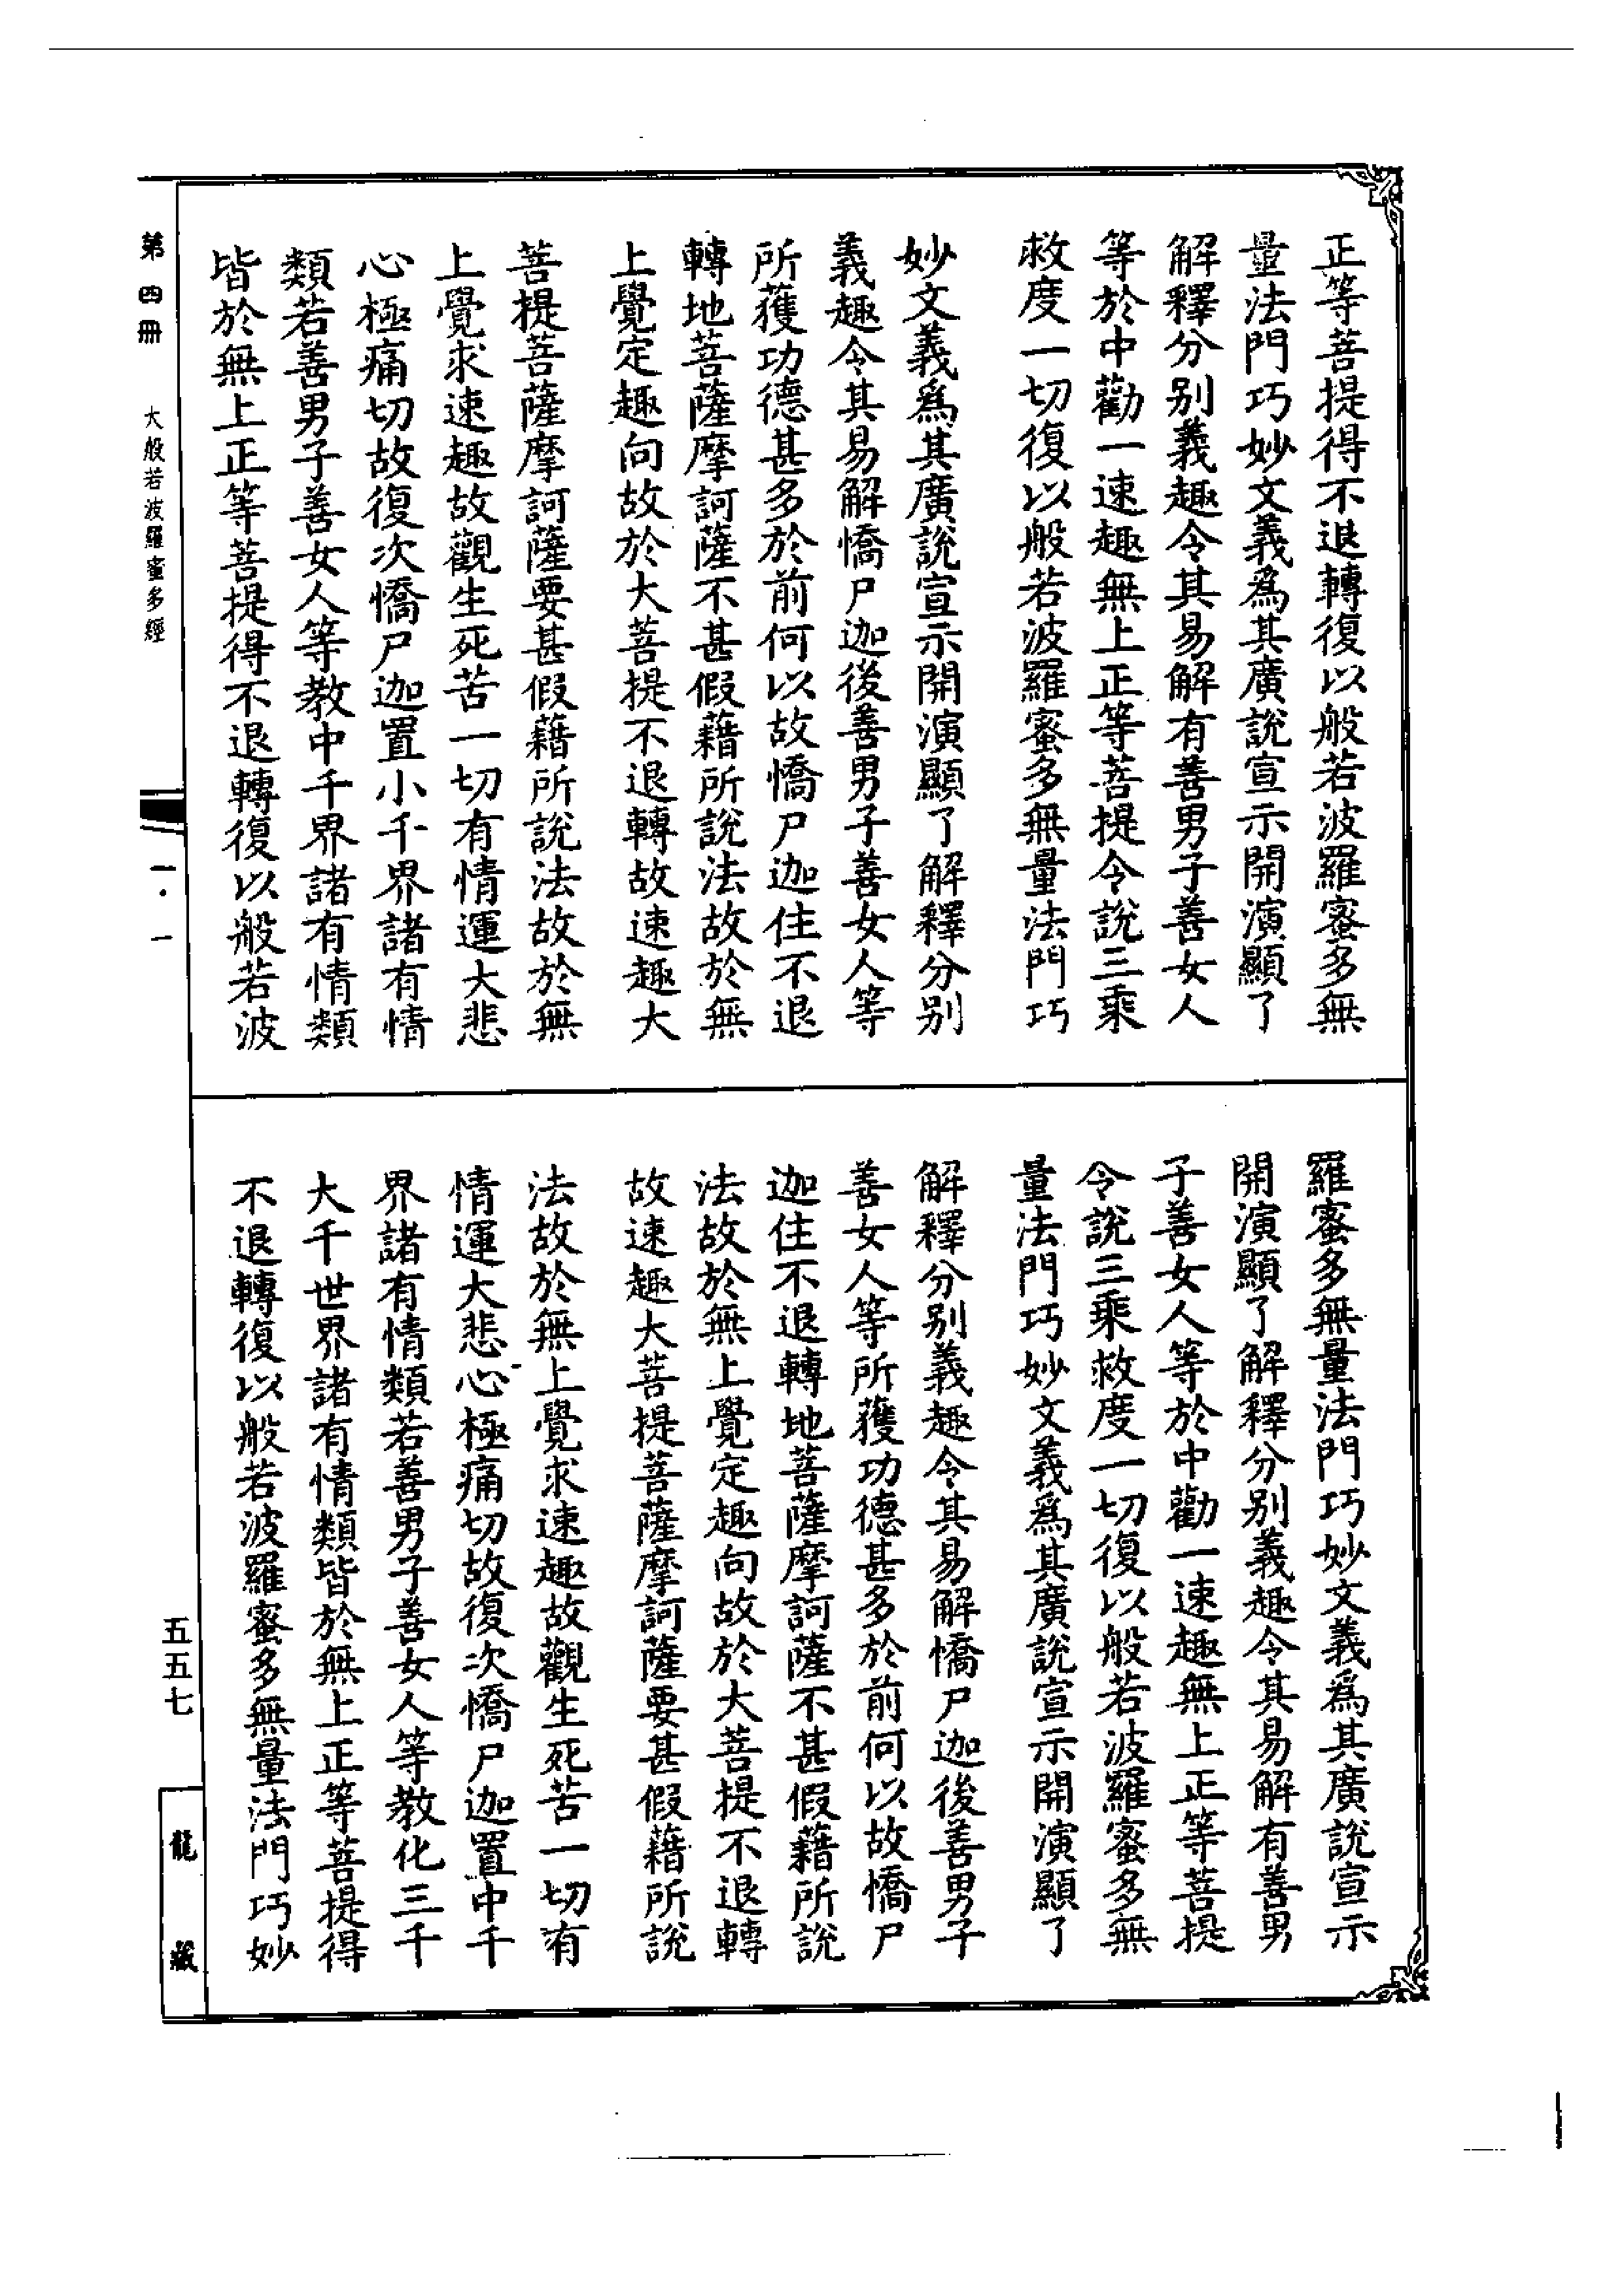 正等菩提得不退轉復以般若波羅蜜多無
量法門巧妙文義爲其廣說宣示開演顯了
解釋分别義趣令其易解有善男子善女人
等於中勸一速趣無上正等菩提令說三乘
救度一切復以般若波羅蜜多無量法門巧
妙文義爲其廣說宣示開演顯了解釋分别
義趣令其易解憍尸迦後善男子善女人等
所獲功德甚多於前何以故憍尸迦住不退
轉地菩薩摩訶薩不甚假藉所說法故於無
上覺定趣向故於大菩提不退轉故速趣大
菩提菩薩摩訶薩要甚假藉所說法故於無
上覺求速趣故觀生死苦一切有情運大悲
心極痛切故復次憍尸迦置小千界諸有情
類若善男子善女人等教中千界諸有情類
皆於無上正等菩提得不退轉復以般若波
羅蜜多無量法門巧妙文義爲其廣說宣示
開演顯了解釋分别義趣令其易解有善男
子善女人等於中勸一速趣無上正等菩提
令說三乘救度一切復以般若波羅蜜多無
量法門巧妙文義爲其廣說宣示開演顯了
解釋分别義趣令其易解憍尸迦後善男子
善女人等所獲功德甚多於前何以故憍尸
迦住不退轉地菩薩摩訶薩不甚假藉所說
法故於無上覺定趣向故於大菩提不退轉
故速趣大菩提菩薩摩訶薩要甚假藉所說
法故於無上覺求速趣故觀生死苦一切有
情運大悲心極痛切故復次憍尸迦置中千
界諸有情類若善男子善女人等教化三千
大千世界諸有情類皆於無上正等菩提得
不退轉復以般若波羅蜜多無量法門巧妙
第四冊 大般若波羅蜜多經 一·一
五五七
龍藏